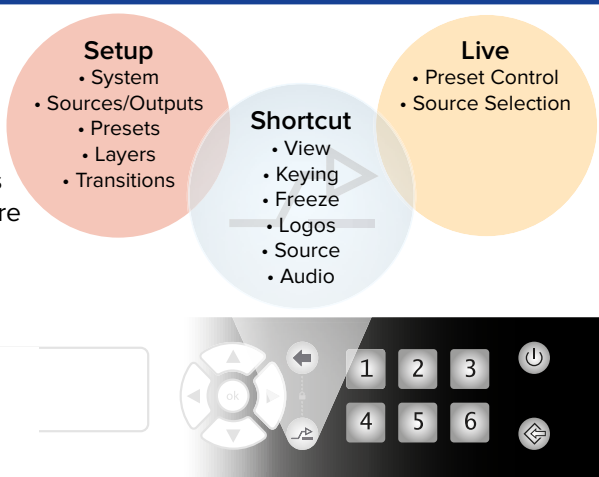 Setup
• System
• Sources/Outputs
• Presets
• Layers
• Transitions
Shortcut
• View
• Keying
• Freeze
• Logos
• Source
• Audio
Live
• Preset Control
• Source Selection
ok
1 2 3
4 5 6